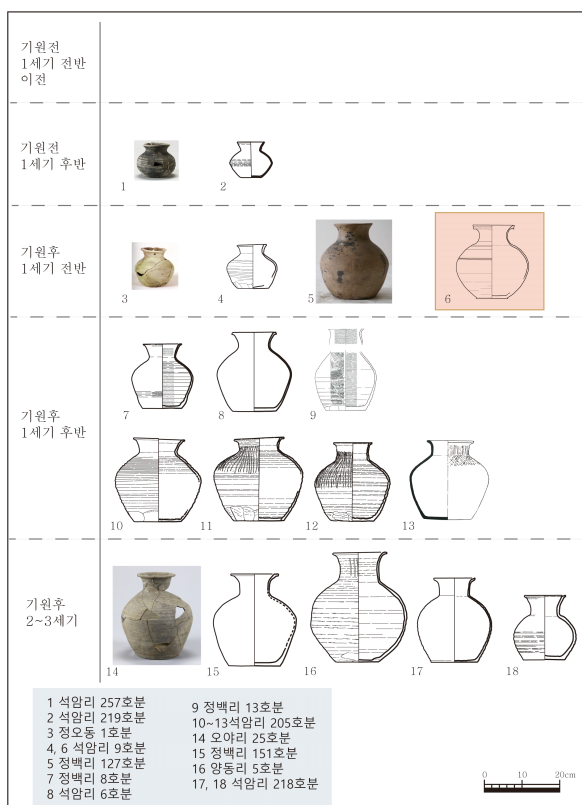 기원전
1세기 전반
이전
기원전
1세기 후반
1
2
기원후
1세기 전반
3
4
5
6
기원후
1세기 후반
7
8
9
10
11
12
13
기원후
2~3세기
14
15
16
17
18
1 석암리 257호분
2 석암리 219호분
3 정오동 1호분
4, 6 석암리 9호분
5 정백리 127호분
7 정백리 8호분
8 석암리 6호분
9 정백리 13호분
10~13석암리 205호분
14 오야리 25호분
15 정백리 151호분
16 양동리 5호분
17, 18 석암리 218호분
0 10 20cm